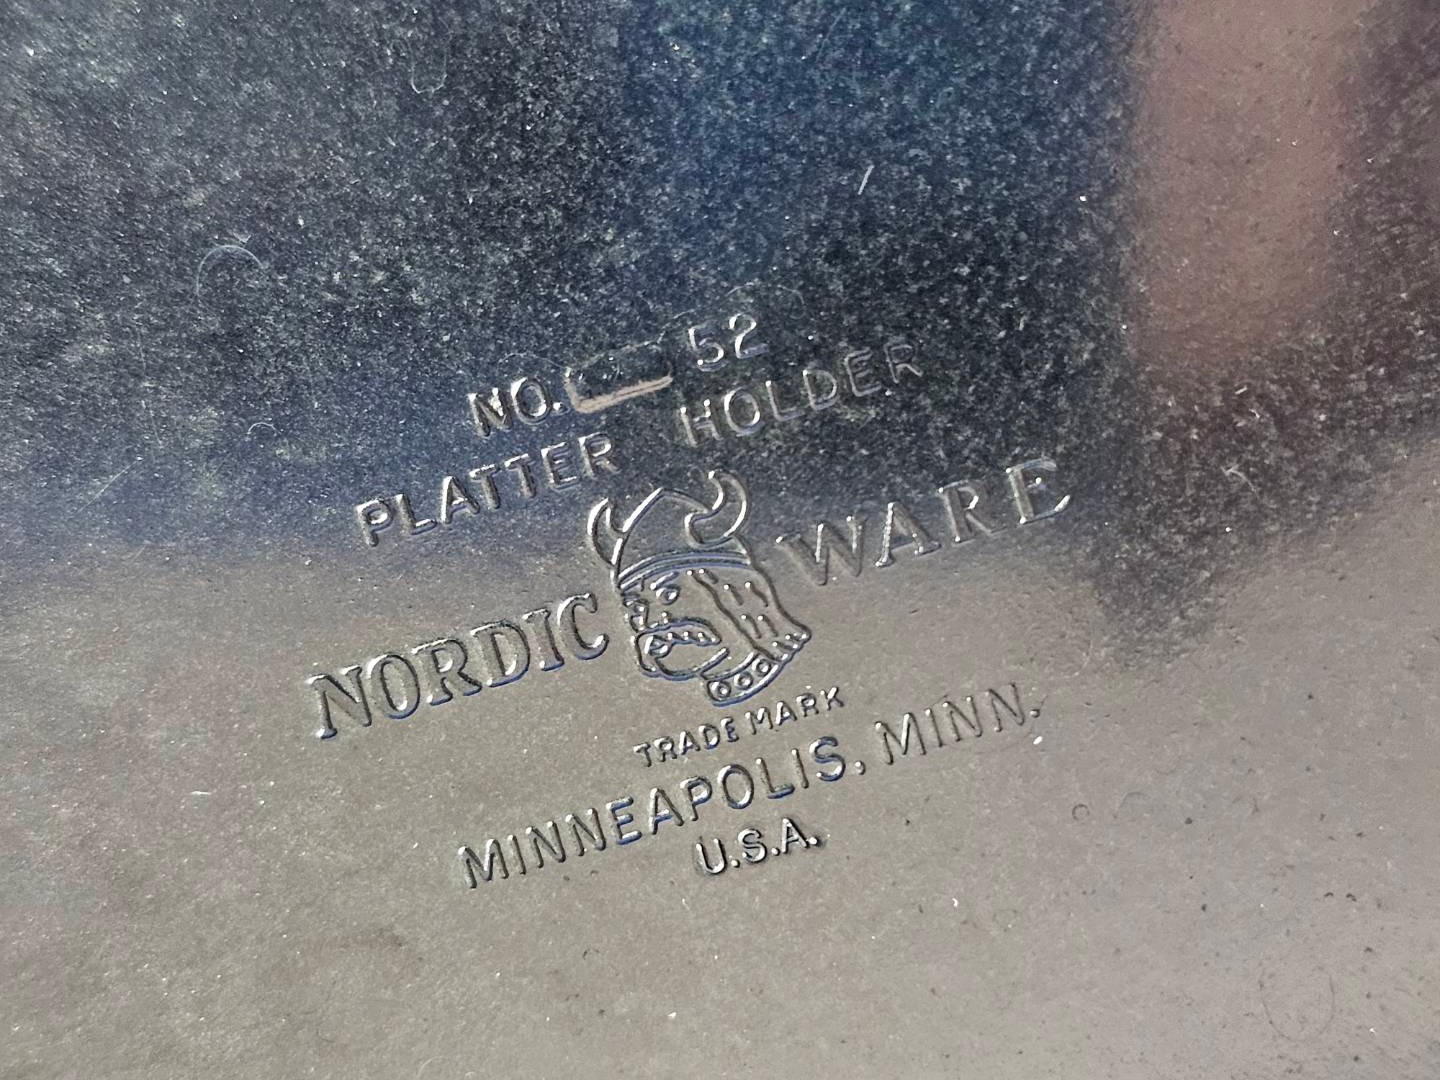 NO. 52
PLATTER HOLDER
NORDIC WARE
TRADE MARK
MINNEAPOLIS, MINN.
U.S.A.